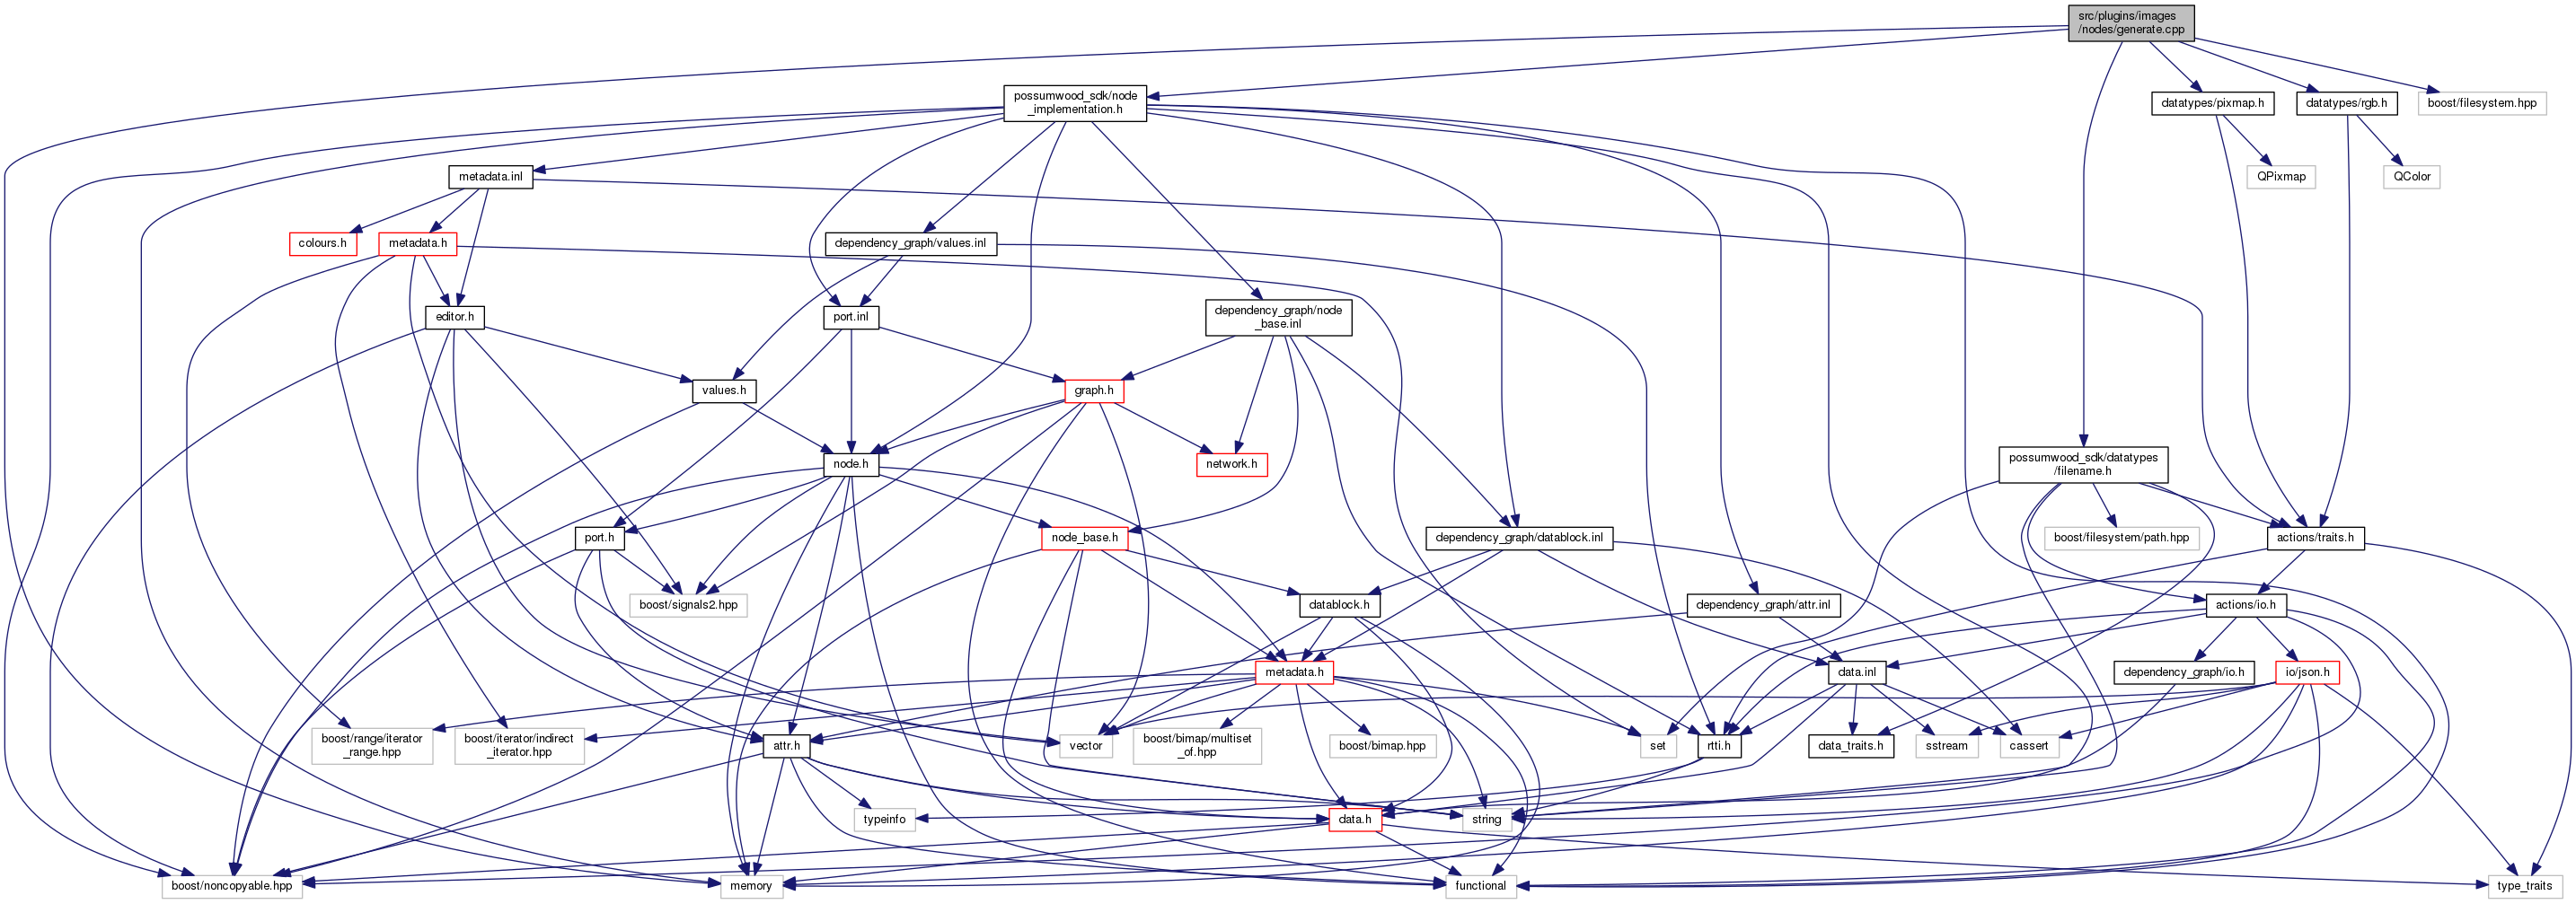 src/plugins/images
/nodes/generate.cpp
possumwood_sdk/node
_implementation.h
datatypes/pixmap.h
datatypes/rgb.h
boost/filesystem.hpp
metadata.inl
QPixmap
QColor
colours.h
metadata.h
dependency_graph/values.inl
editor.h
port.inl
dependency_graph/node
_base.inl
values.h
graph.h
node.h
network.h
possumwood_sdk/datatypes
/filename.h
port.h
node_base.h
dependency_graph/datablock.inl
boost/filesystem/path.hpp
actions/traits.h
boost/signals2.hpp
datablock.h
dependency_graph/attr.inl
actions/io.h
metadata.h
data.inl
dependency_graph/io.h
io/json.h
boost/range/iterator
_range.hpp
boost/iterator/indirect
_iterator.hpp
attr.h
vector
boost/bimap/multiset
_of.hpp
boost/bimap.hpp
set
rtti.h
data_traits.h
sstream
cassert
typeinfo
data.h
string
boost/noncopyable.hpp
memory
functional
type_traits